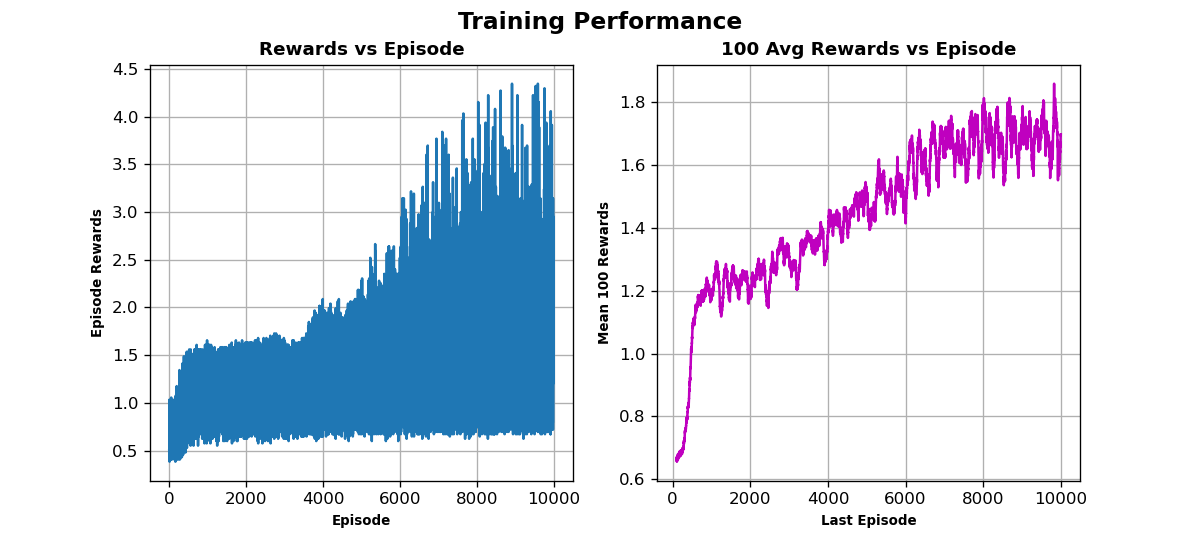 Training Performance
Rewards vs Episode
4.5
4.0
3.5
3.0
2.5
2.0
1.5
1.0
0.5
Episode Rewards
0 2000 4000 6000 8000 10000
Episode
100 Avg Rewards vs Episode
1.8
1.6
1.4
1.2
1.0
0.8
0.6
Mean 100 Rewards
0 2000 4000 6000 8000 10000
Last Episode